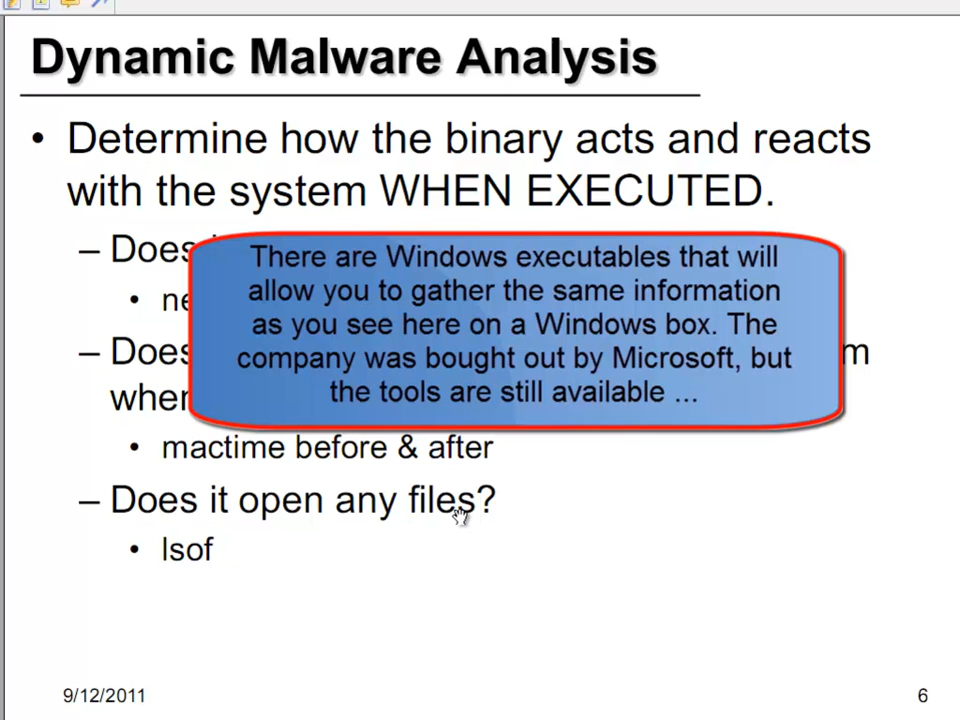 Dynamic Malware Analysis
• Determine how the binary acts and reacts
with the system WHEN EXECUTED.
– Does
There are Windows executables that will
allow you to gather the same information
as you see here on a Windows box. The
company was bought out by Microsoft, but
the tools are still available ...
•
– Does
• mactime before & after
– Does it open any files?
• lsof
9/12/2011
6